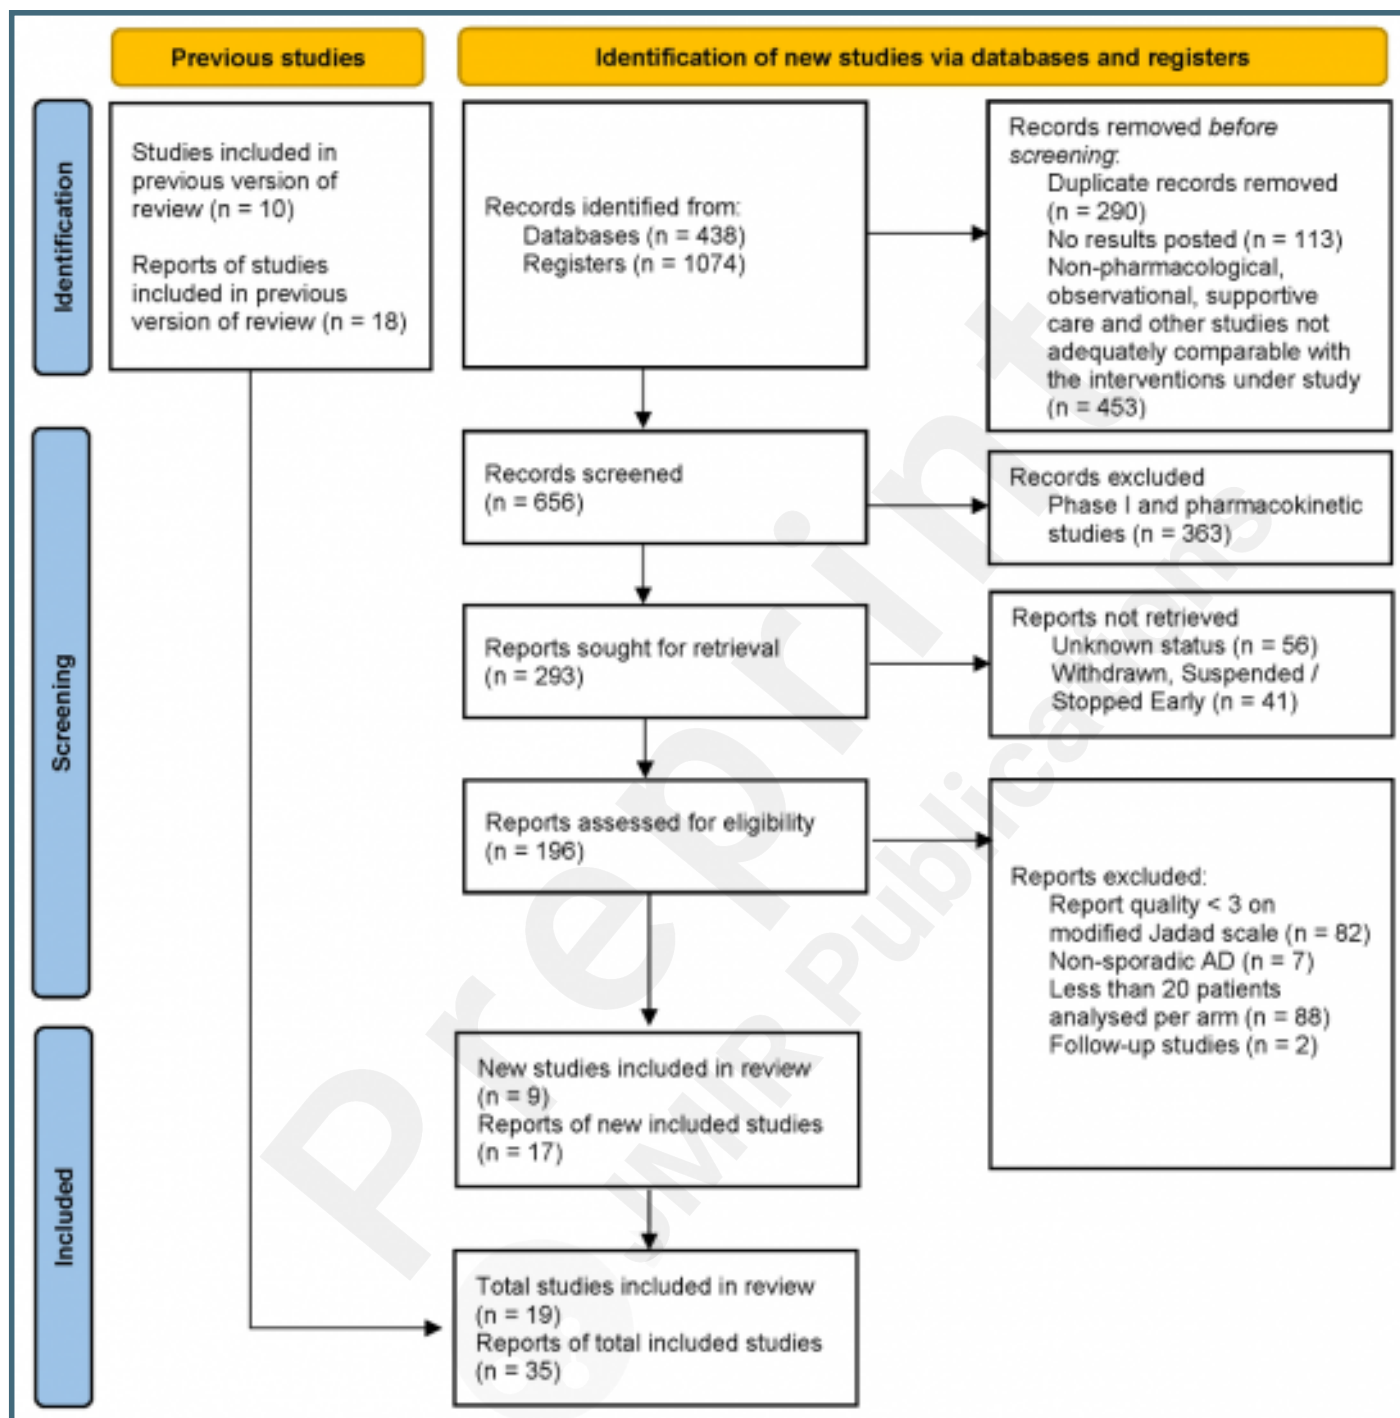 Previous studies
Identification of new studies via databases and registers
Identification
Studies included in
previous version of
review (n = 10)
Reports of studies
included in previous
version of review (n = 18)
Records identified from:
Databases (n = 438)
Registers (n = 1074)
Records removed before
screening:
Duplicate records removed
(n = 290)
No results posted (n = 113)
Non-pharmacological,
observational, supportive
care and other studies not
adequately comparable with
the interventions under study
(n = 453)
Screening
Records screened
(n = 656)
Records excluded
Phase I and pharmacokinetic
studies (n = 363)
Reports sought for retrieval
(n = 293)
Reports not retrieved
Unknown status (n = 56)
Withdrawn, Suspended /
Stopped Early (n = 41)
Reports assessed for eligibility
(n = 196)
Reports excluded:
Report quality < 3 on
modified Jadad scale (n = 82)
Non-sporadic AD (n = 7)
Less than 20 patients
analysed per arm (n = 88)
Follow-up studies (n = 2)
Included
New studies included in review
(n = 9)
Reports of new included studies
(n = 17)
Total studies included in review
(n = 19)
Reports of total included studies
(n = 35)
Preprint
JMIR Publications